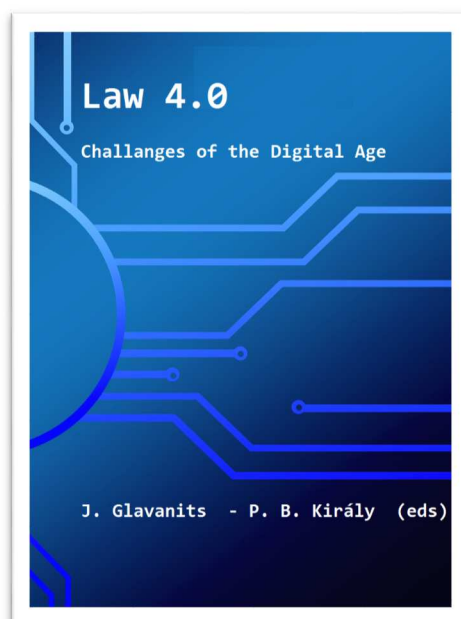 Law 4.0
Challanges of the Digital Age
J. Glavanits - P. B. Király (eds)